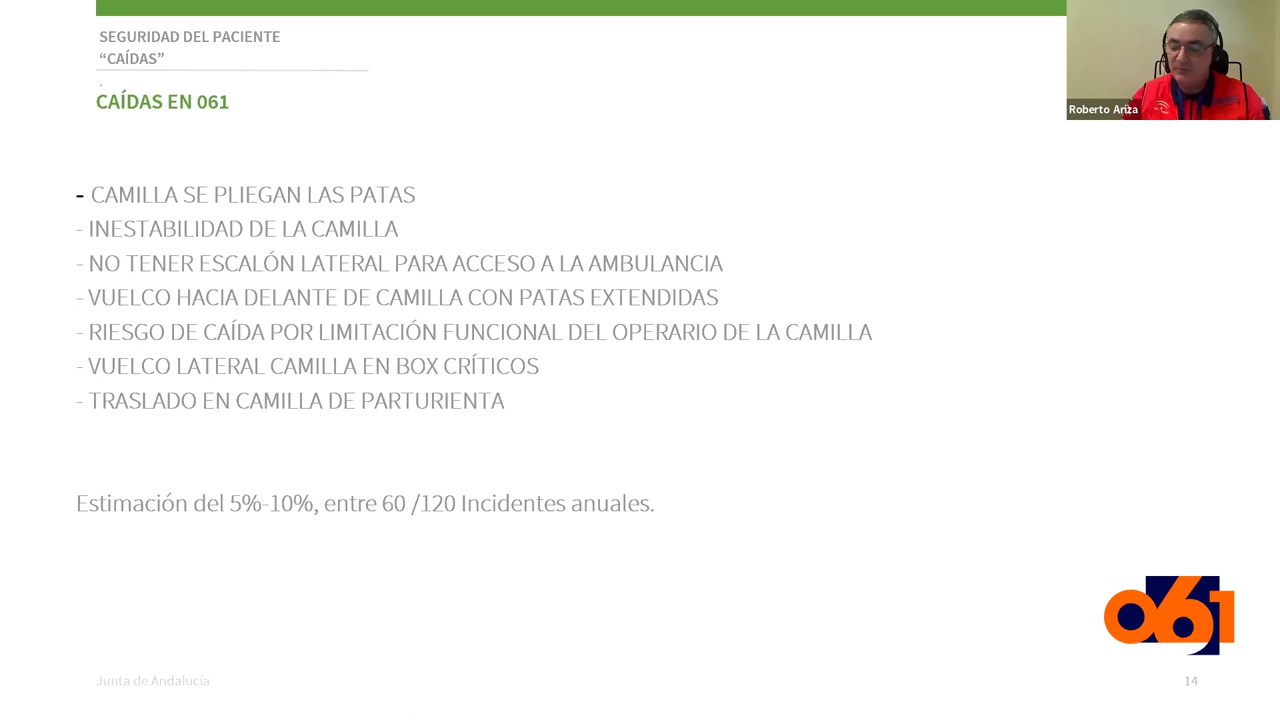 SEGURIDAD DEL PACIENTE
“CAÍDAS”
.
CAÍDAS EN 061
Roberto Ariza
- CAMILLA SE PLIEGAN LAS PATAS
- INESTABILIDAD DE LA CAMILLA
- NO TENER ESCALÓN LATERAL PARA ACCESO A LA AMBULANCIA
- VUELCO HACIA DELANTE DE CAMILLA CON PATAS EXTENDIDAS
- RIESGO DE CAÍDA POR LIMITACIÓN FUNCIONAL DEL OPERARIO DE LA CAMILLA
- VUELCO LATERAL CAMILLA EN BOX CRÍTICOS
- TRASLADO EN CAMILLA DE PARTURIENTA
Estimación del 5%-10%, entre 60 /120 Incidentes anuales.
061
Junta de Andalucía
14